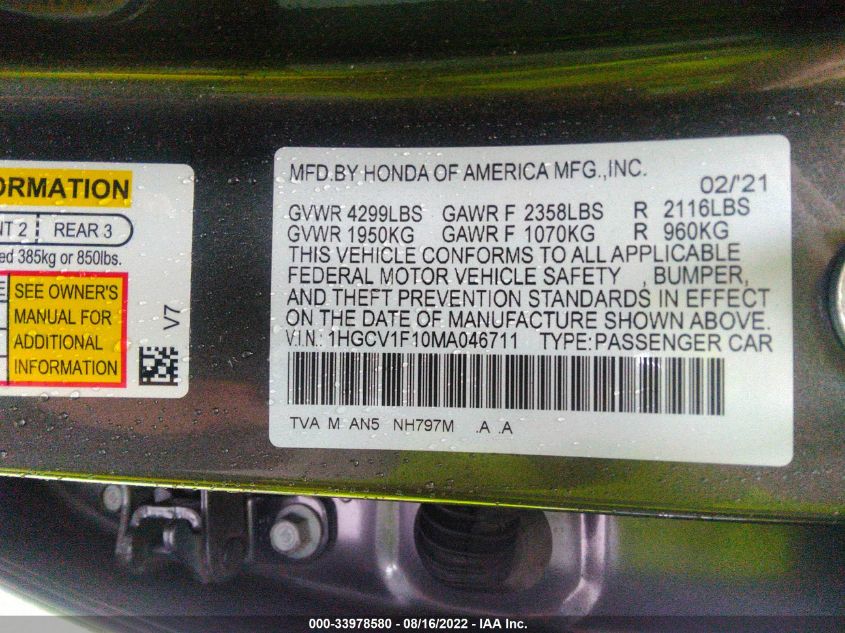 ORMATION
NT 2 REAR 3
ed 385kg or 850lbs.
E
SEE OWNER'S
MANUAL FOR
ADDITIONAL
INFORMATION
V7
MFD.BY HONDA OF AMERICA MFG.,INC.
02/'21
GVWR 4299LBS GAWR F 2358LBS R 2116LBS
GVWR 1950KG GAWR F 1070KG R 960KG
THIS VEHICLE CONFORMS TO ALL APPLICABLE
FEDERAL MOTOR VEHICLE SAFETY , BUMPER,
AND THEFT PREVENTION STANDARDS IN EFFECT
ON THE DATE OF MANUFACTURE SHOWN ABOVE.
V.I.N.: 1HGCV1F10MA046711 TYPE:PASSENGER CAR
TVA M AN5 NH797M .A .A
000-33978580 - 08/16/2022 - IAA Inc.